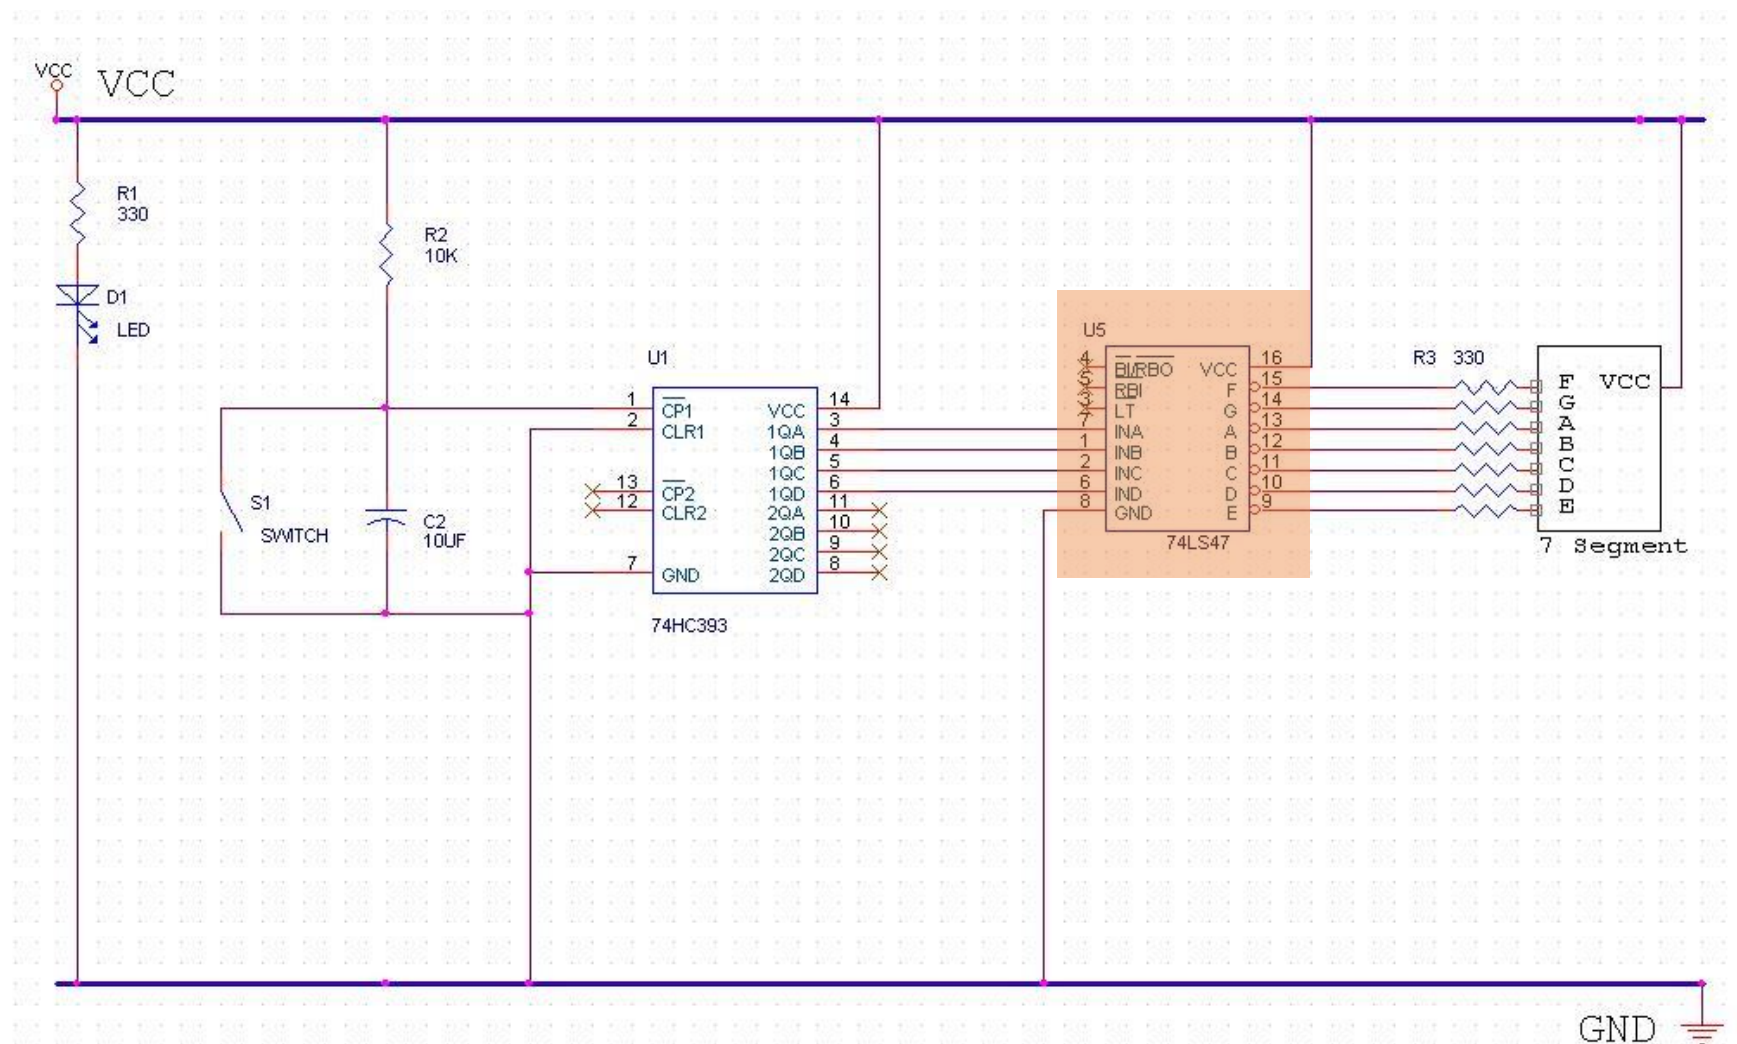 VCC
VCC
R1
330
R2
10K
D1
LED
S1
SWITCH
C2
10UF
U1
1
2
13
12
7
CP1
CLR1
CP2
CLR2
GND
VCC
1QA
1QB
1QC
1QD
2QA
2QB
2QC
2QD
14
3
4
5
6
11
10
9
8
74HC393
U5
4
5
3
7
1
2
6
8
BI/RBO
RBI
LT
INA
INB
INC
IND
GND
VCC
F
G
A
B
C
D
E
16
15
14
13
12
11
10
9
74LS47
R3 330
F VCC
G
A
B
C
D
E
7 Segment
GND